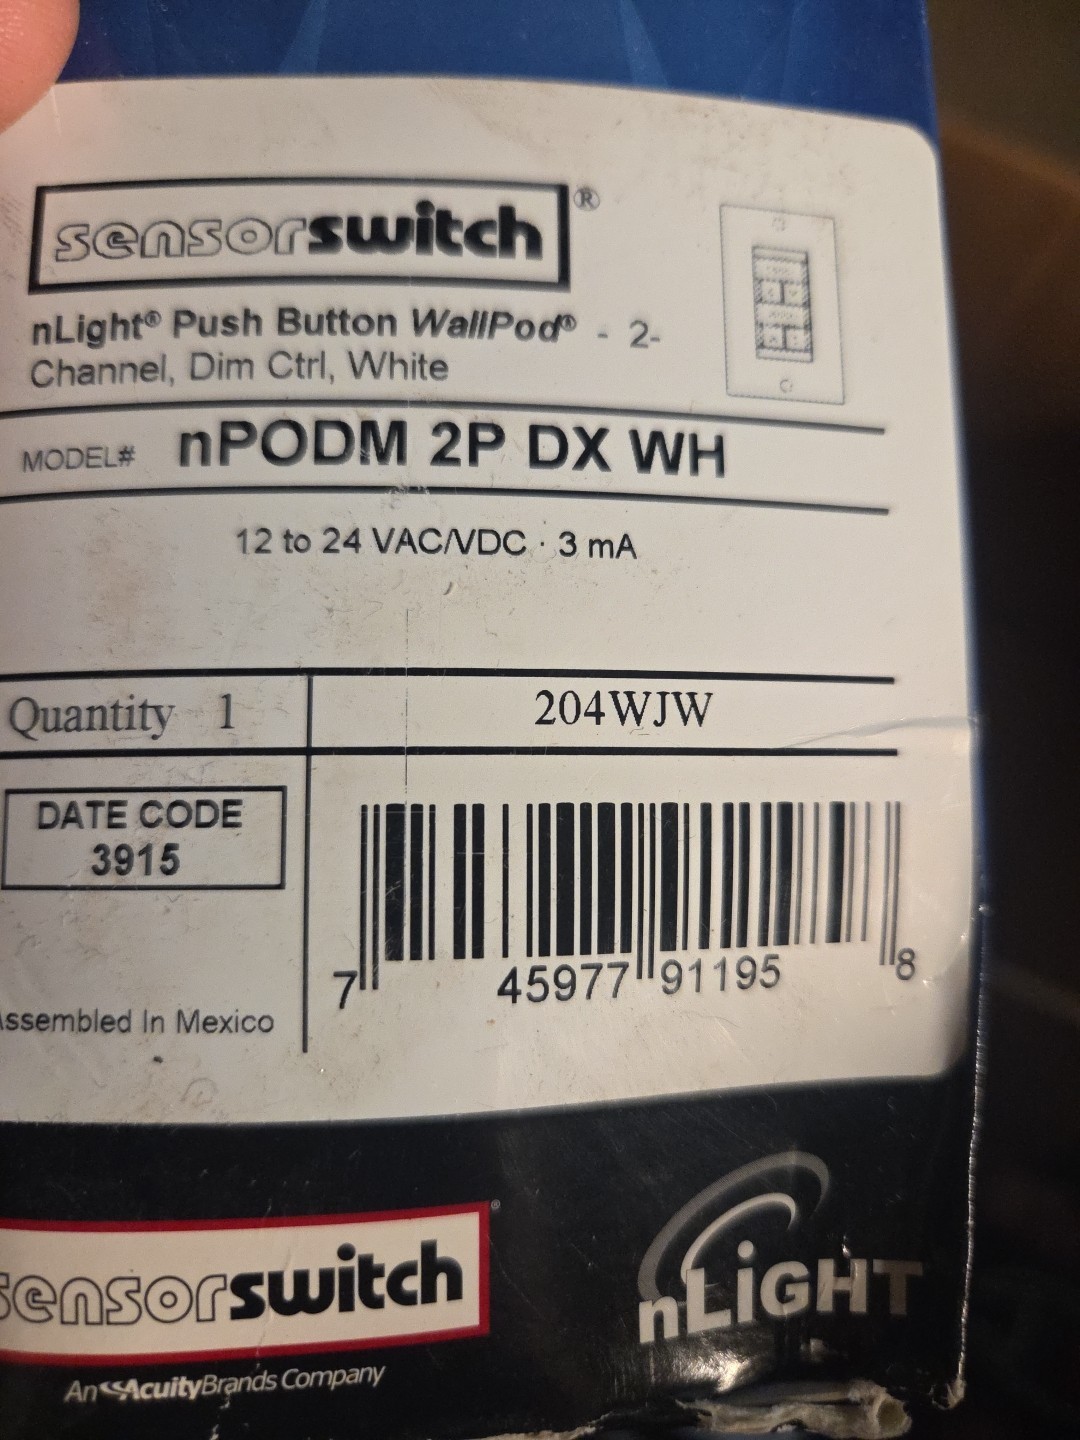 sensorswitch®
nLight® Push Button WallPod® - 2-
Channel, Dim Ctrl, White
MODEL# nPODM 2P DX WH
12 to 24 VAC/VDC · 3 mA
Quantity 1
204WJW
DATE CODE
3915
7 45977 91195 8
Assembled In Mexico
sensorswitch®
An AcuityBrands Company
nLiGHT